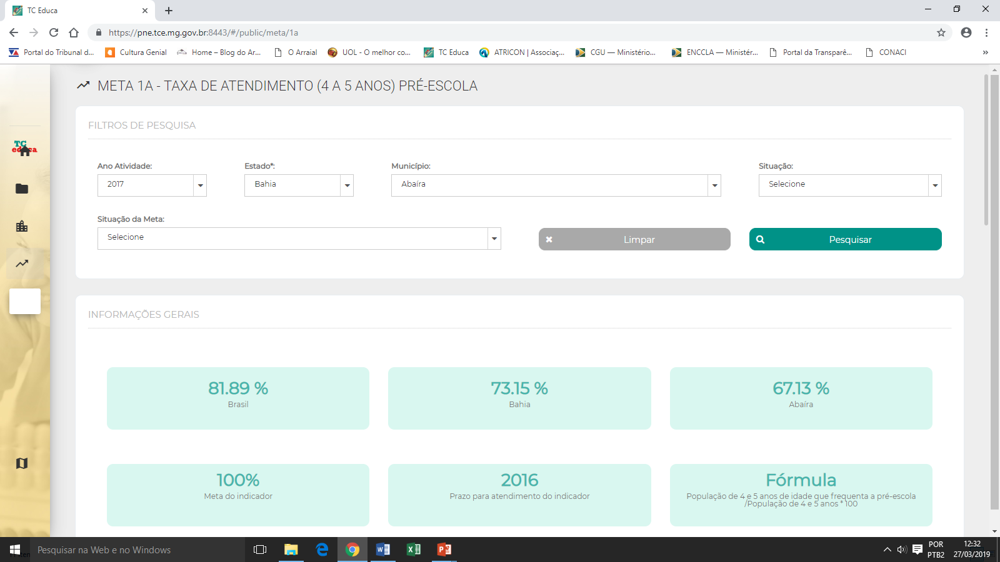 TC Educa
https://pne.tce.mg.gov.br:8443/#/public/meta/1a
Portal do Tribunal d...
Cultura Genial
Home – Blog do Ar...
O Arraial
UOL - O melhor co...
TC Educa
ATRICON | Associaç...
CGU — Ministério...
ENCCLA — Ministér...
Portal da Transparê...
CONACI
»
META 1A - TAXA DE ATENDIMENTO (4 A 5 ANOS) PRÉ-ESCOLA
TC
educa
FILTROS DE PESQUISA
Ano Atividade:
Estado*:
Município:
Situação:
2017
Bahia
Abaíra
Selecione
Situação da Meta:
Selecione
Limpar
Pesquisar
INFORMAÇÕES GERAIS
81.89 %
Brasil
73.15 %
Bahia
67.13 %
Abaíra
100%
Meta do indicador
2016
Prazo para atendimento do indicador
Fórmula
População de 4 e 5 anos de idade que frequenta a pré-escola
/População de 4 e 5 anos * 100
Pesquisar na Web e no Windows
POR
PTB2
12:32
27/03/2019